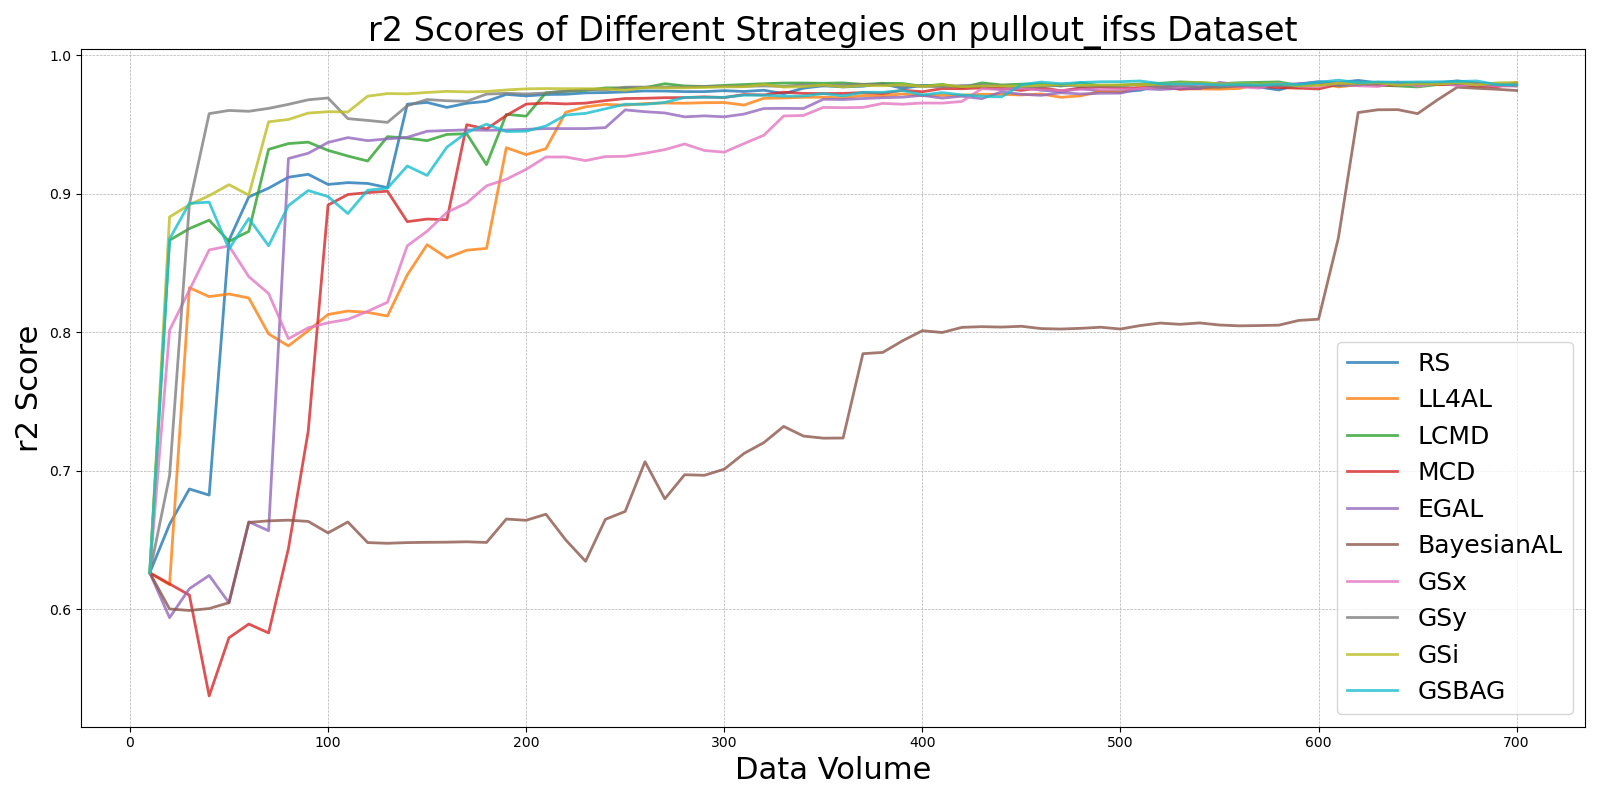 r2 Scores of Different Strategies on pullout_ifss Dataset
1.0
0.9
0.8
0.7
0.6
r2 Score
RS
LL4AL
LCMD
MCD
EGAL
BayesianAL
GSx
GSy
GSi
GSBAG
0 100 200 300 400 500 600 700
Data Volume